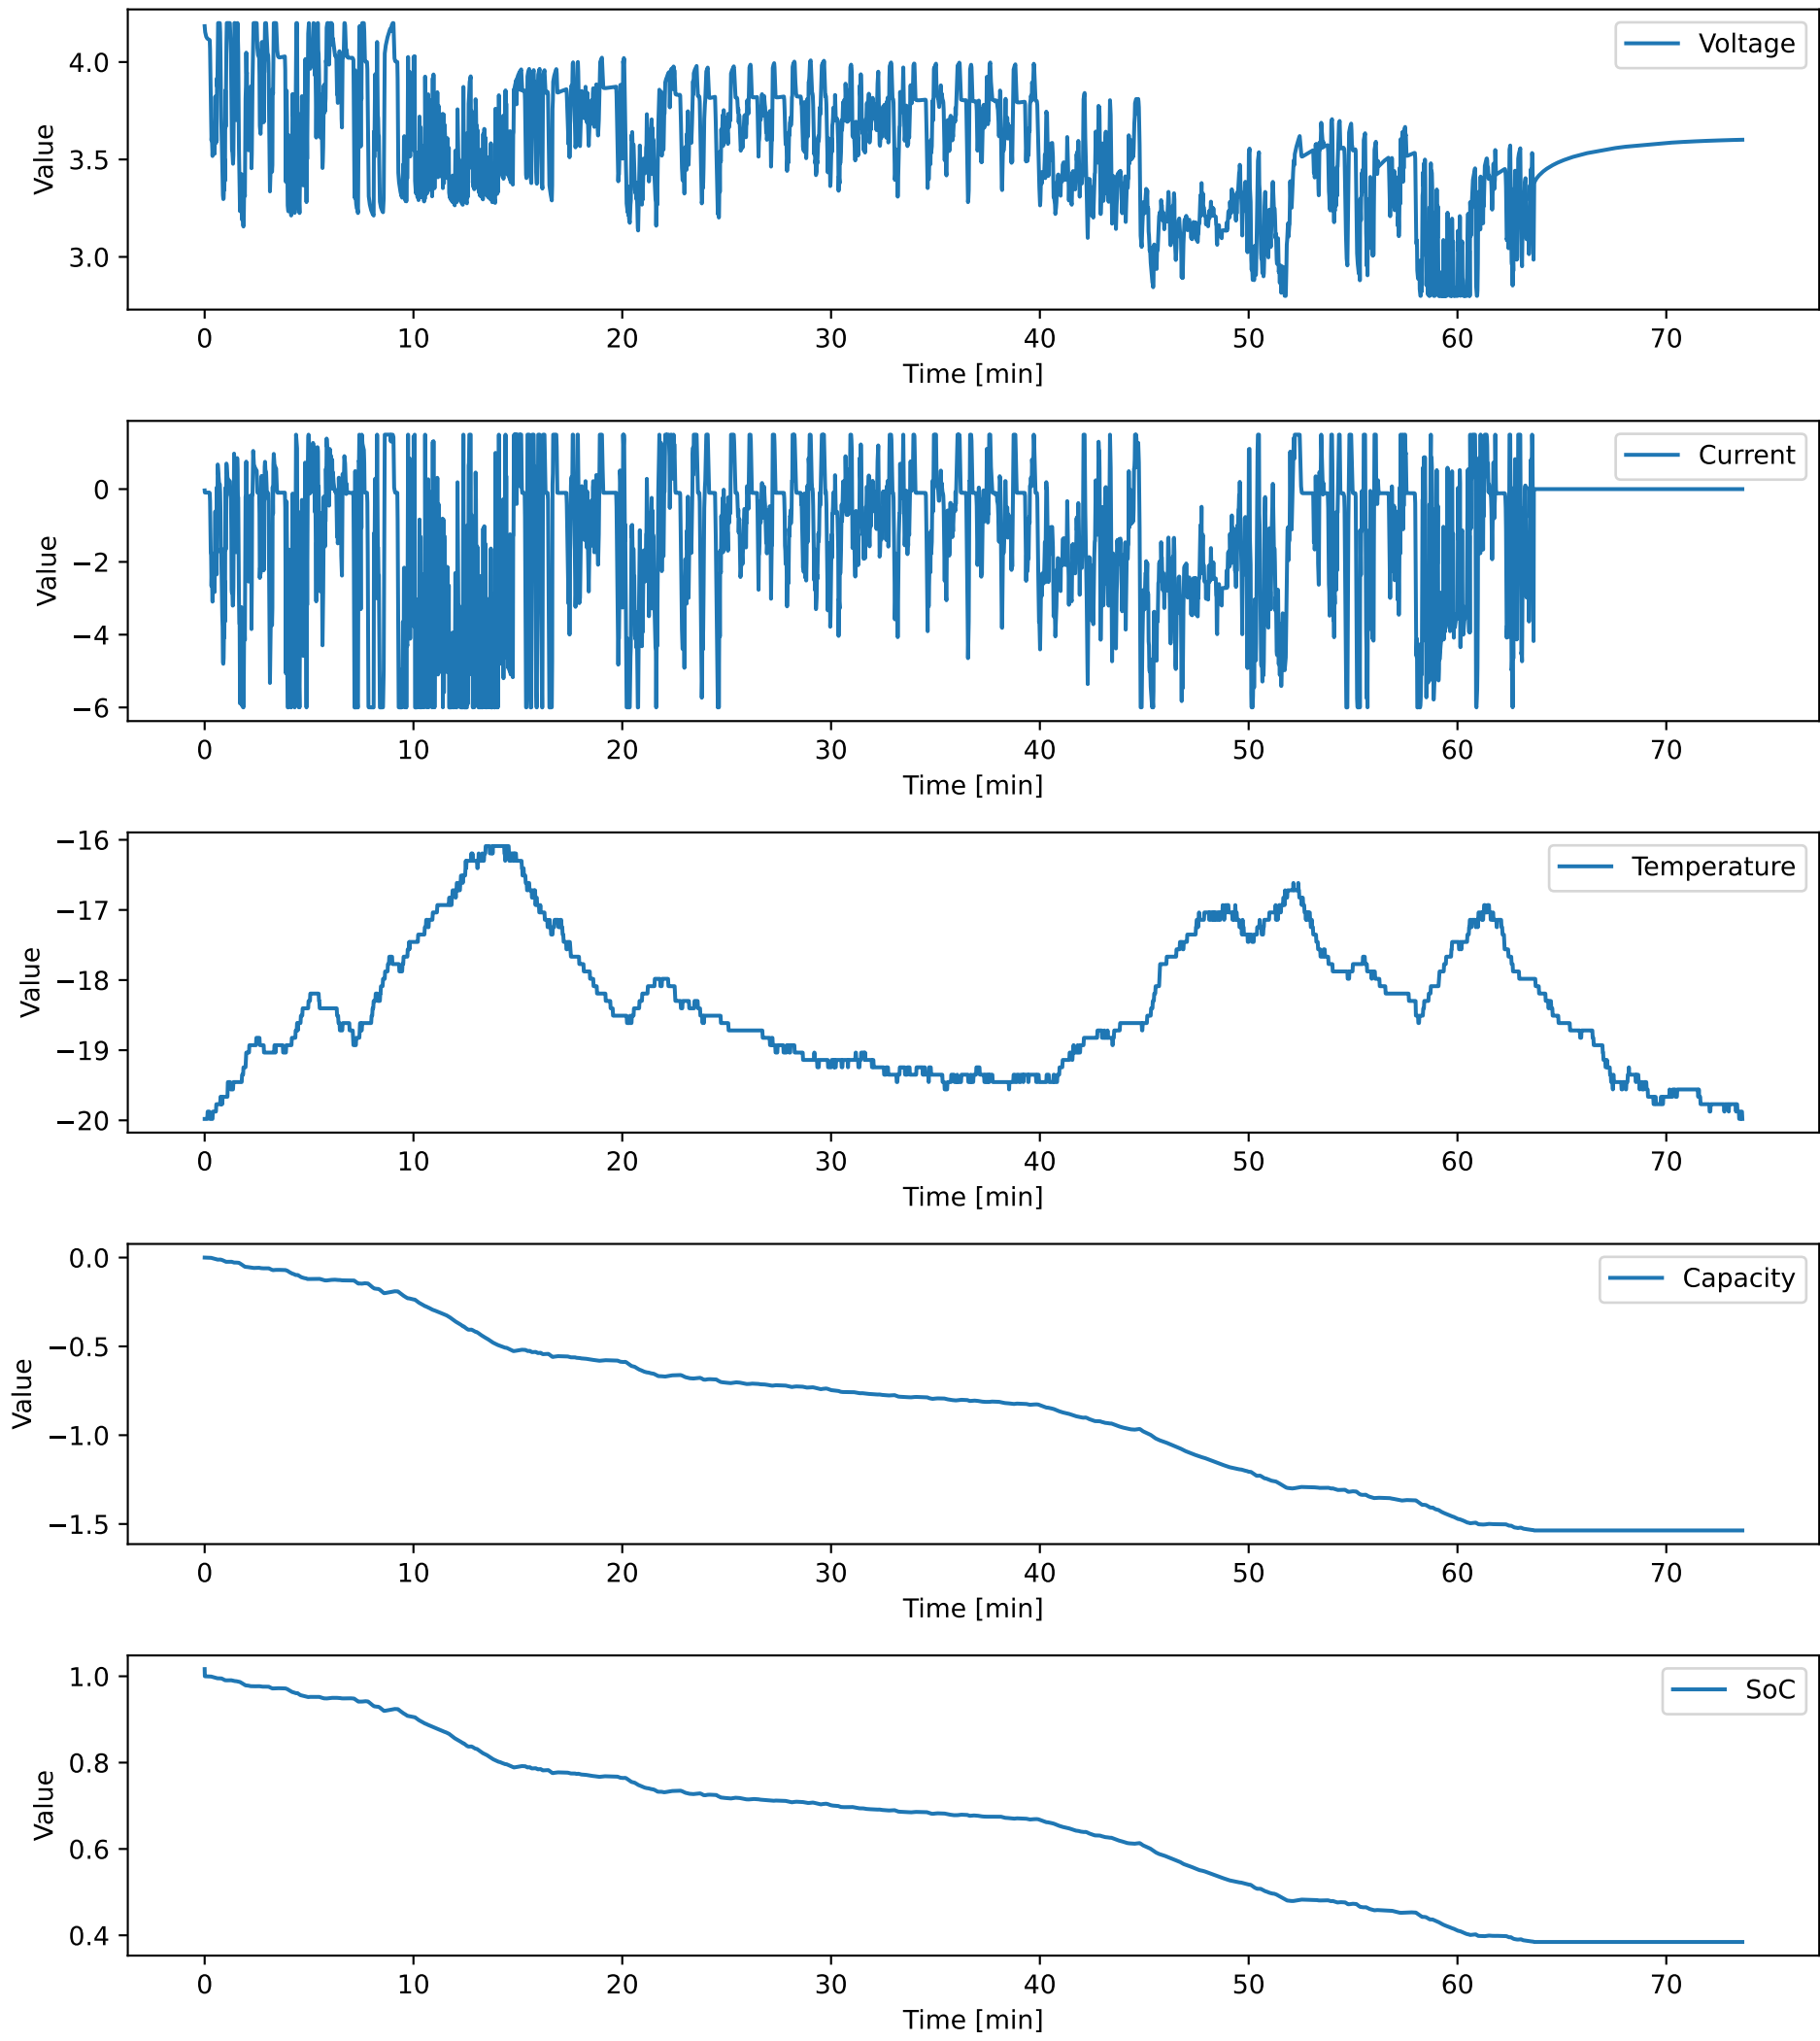 Voltage
4.0
3.5
3.0
Value
0 10 20 30 40 50 60 70
Time [min]
Current
0
−2
−4
−6
Value
0 10 20 30 40 50 60 70
Time [min]
Temperature
−16
−17
−18
−19
−20
Value
0 10 20 30 40 50 60 70
Time [min]
Capacity
0.0
−0.5
−1.0
−1.5
Value
0 10 20 30 40 50 60 70
Time [min]
SoC
1.0
0.8
0.6
0.4
Value
0 10 20 30 40 50 60 70
Time [min]